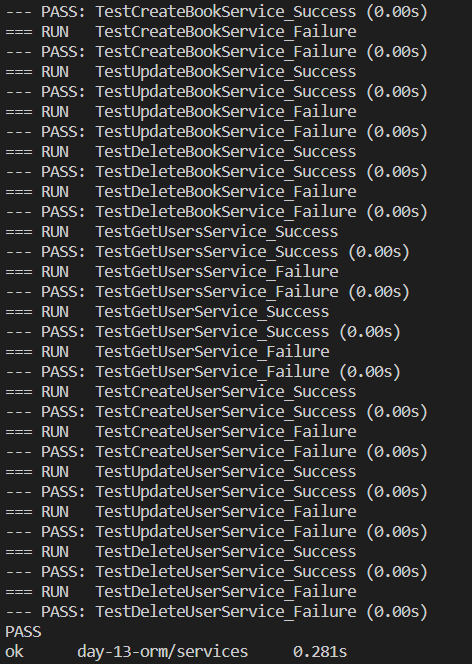 --- PASS: TestCreateBookService_Success (0.00s)
=== RUN   TestCreateBookService_Failure
--- PASS: TestCreateBookService_Failure (0.00s)
=== RUN   TestUpdateBookService_Success
--- PASS: TestUpdateBookService_Success (0.00s)
=== RUN   TestUpdateBookService_Failure
--- PASS: TestUpdateBookService_Failure (0.00s)
=== RUN   TestDeleteBookService_Success
--- PASS: TestDeleteBookService_Success (0.00s)
=== RUN   TestDeleteBookService_Failure
--- PASS: TestDeleteBookService_Failure (0.00s)
=== RUN   TestGetUsersService_Success
--- PASS: TestGetUsersService_Success (0.00s)
=== RUN   TestGetUsersService_Failure
--- PASS: TestGetUsersService_Failure (0.00s)
=== RUN   TestGetUserService_Success
--- PASS: TestGetUserService_Success (0.00s)
=== RUN   TestGetUserService_Failure
--- PASS: TestGetUserService_Failure (0.00s)
=== RUN   TestCreateUserService_Success
--- PASS: TestCreateUserService_Success (0.00s)
=== RUN   TestCreateUserService_Failure
--- PASS: TestCreateUserService_Failure (0.00s)
=== RUN   TestUpdateUserService_Success
--- PASS: TestUpdateUserService_Success (0.00s)
=== RUN   TestUpdateUserService_Failure
--- PASS: TestUpdateUserService_Failure (0.00s)
=== RUN   TestDeleteUserService_Success
--- PASS: TestDeleteUserService_Success (0.00s)
=== RUN   TestDeleteUserService_Failure
--- PASS: TestDeleteUserService_Failure (0.00s)
PASS
ok      day-13-orm/services     0.281s